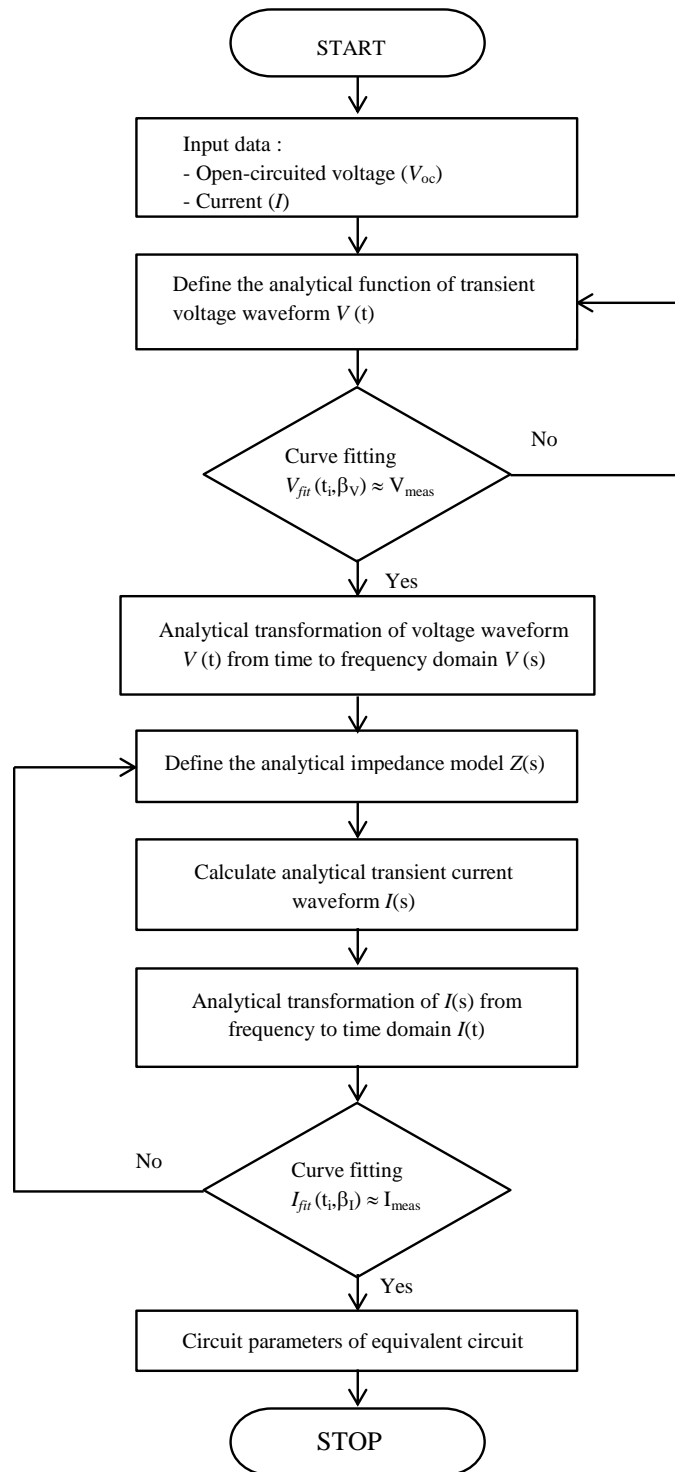 START
Input data :
- Open-circuited voltage (Voc)
- Current (I)
Define the analytical function of transient
voltage waveform V (t)
No
Curve fitting
Vfit (ti,βV) ≈ Vmeas
Yes
Analytical transformation of voltage waveform
V (t) from time to frequency domain V (s)
Define the analytical impedance model Z(s)
Calculate analytical transient current
waveform I(s)
Analytical transformation of I(s) from
frequency to time domain I(t)
No
Curve fitting
Ifit (ti,βI) ≈ Imeas
Yes
Circuit parameters of equivalent circuit
STOP